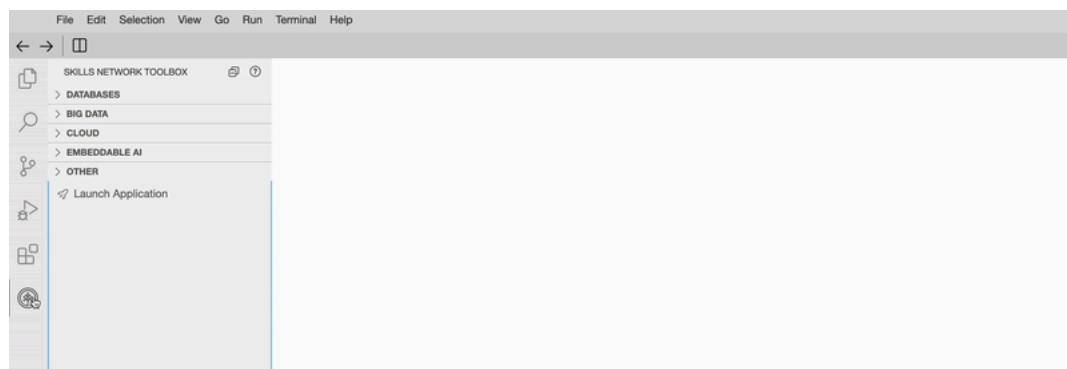 File Edit Selection View Go Run Terminal Help
SKILLS NETWORK TOOLBOX
DATABASES
BIG DATA
CLOUD
EMBEDDABLE AI
OTHER
Launch Application